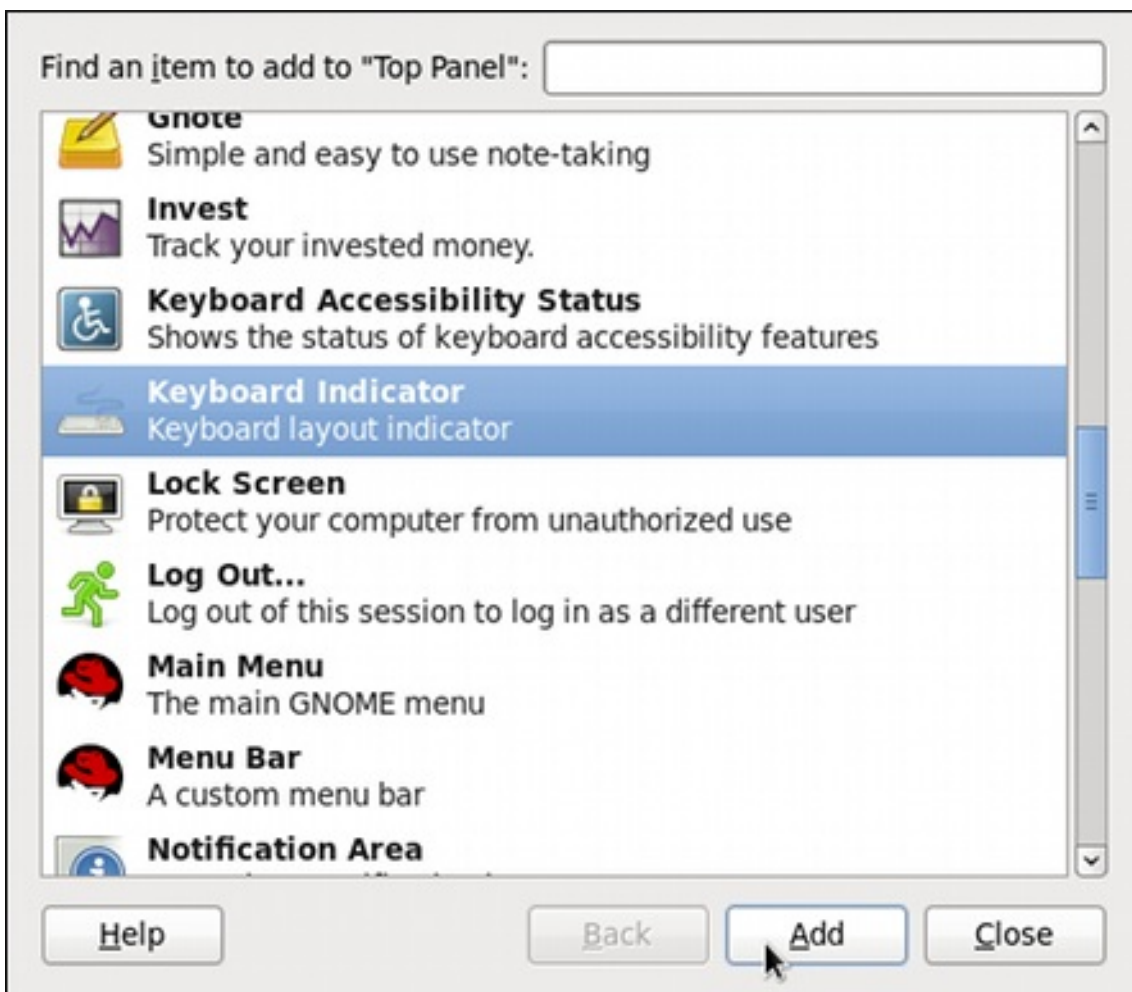 Find an item to add to "Top Panel":
Gnote
Simple and easy to use note-taking
Invest
Track your invested money.
Keyboard Accessibility Status
Shows the status of keyboard accessibility features
Keyboard Indicator
Keyboard layout indicator
Lock Screen
Protect your computer from unauthorized use
Log Out...
Log out of this session to log in as a different user
Main Menu
The main GNOME menu
Menu Bar
A custom menu bar
Notification Area
Help Back Add Close